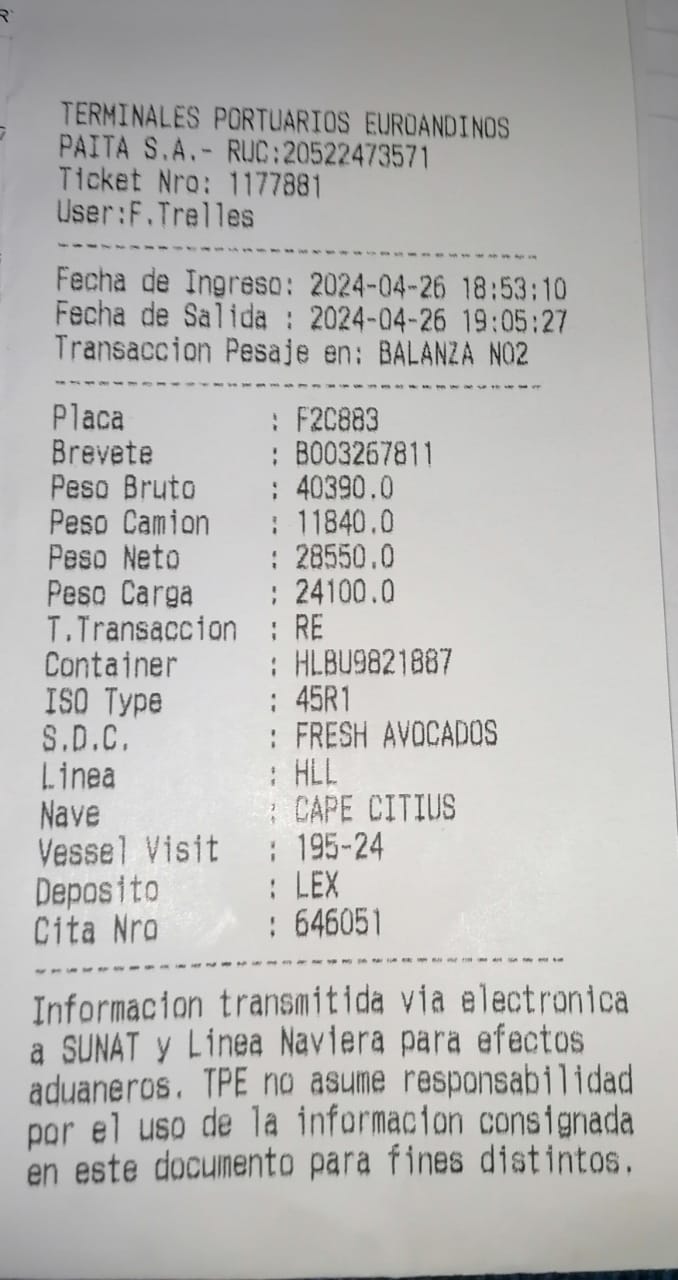 TERMINALES PORTUARIOS EUROANDINOS
PAITA S.A.- RUC:20522473571
Ticket Nro: 1177881
User:F.Trelles
Fecha de Ingreso: 2024-04-26 18:53:10
Fecha de Salida : 2024-04-26 19:05:27
Transaccion Pesaje en: BALANZA NO2
Placa : F2C883
Brevete : B003267811
Peso Bruto : 40390.0
Peso Camion : 11840.0
Peso Neto : 28550.0
Peso Carga : 24100.0
T.Transaccion : RE
Container : HLBU9821887
ISO Type : 45R1
S.D.C. : FRESH AVOCADOS
Linea : HLL
Nave : CAPE CITIUS
Vessel Visit : 195-24
Deposito : LEX
Cita Nro : 646051
Informacion transmitida via electronica
a SUNAT y Linea Naviera para efectos
aduaneros. TPE no asume responsabilidad
por el uso de la informacion consignada
en este documento para fines distintos.